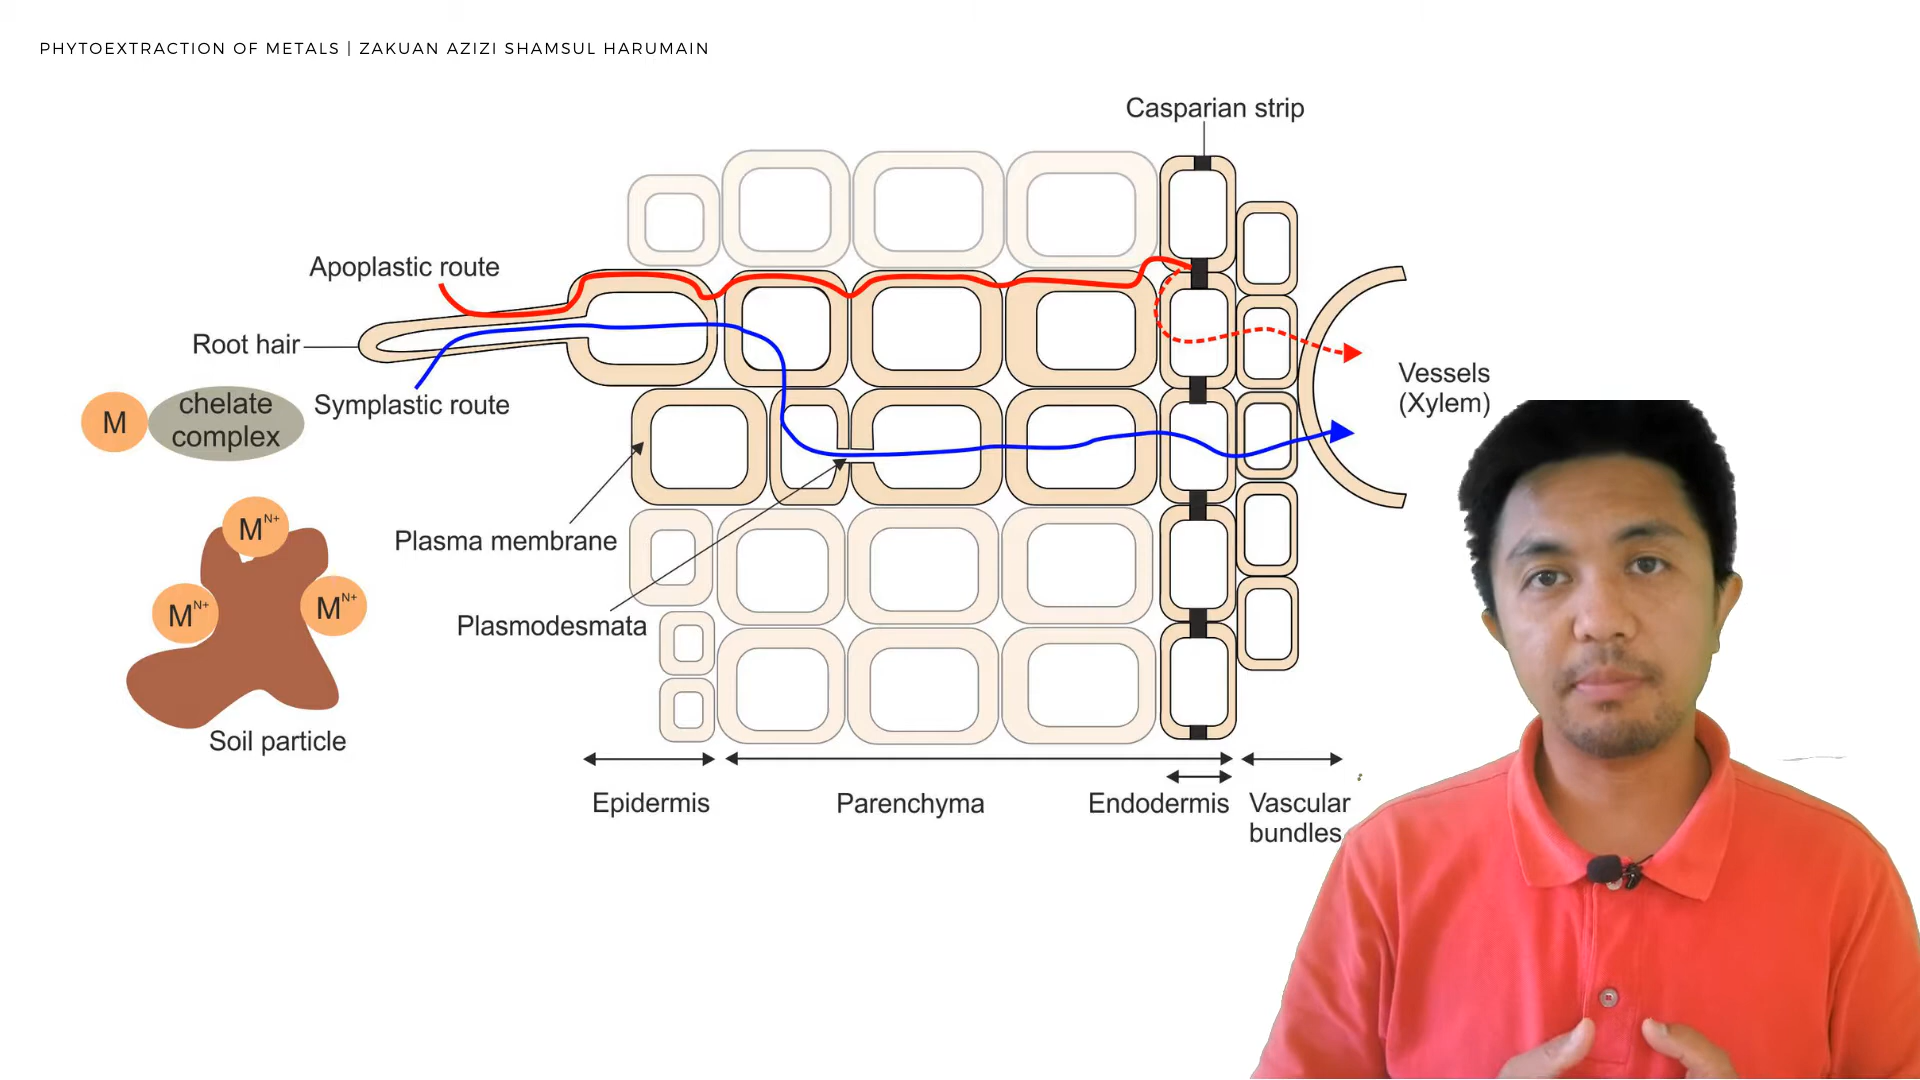 PHYTOEXTRACTION OF METALS | ZAKUAN AZIZI SHAMSUL HARUMAIN
Casparian strip
Apoplastic route
Root hair
Vessels
(Xylem)
M
chelate
complex
Symplastic route
M N+
Plasma membrane
M N+
M N+
Plasmodesmata
Soil particle
Epidermis
Parenchyma
Endodermis
Vascular
bundles